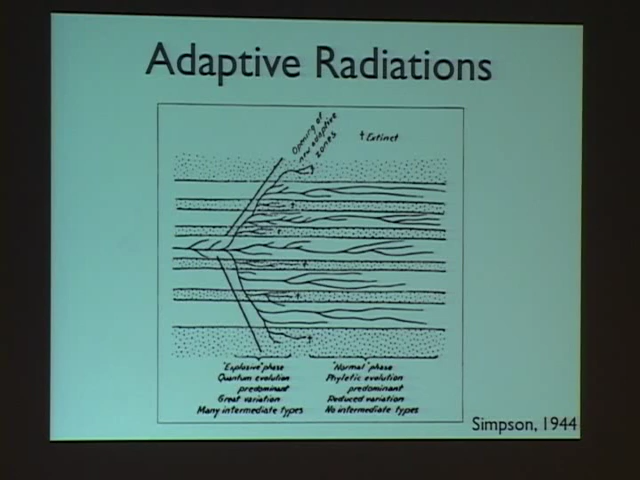 Adaptive Radiations
Opening of
new adaptive
zones
† Extinct
"Explosive" phase
Quantum evolution
predominant
Great variation
Many intermediate types
"Normal" phase
Phyletic evolution
predominant
Reduced variation
No intermediate types
Simpson, 1944